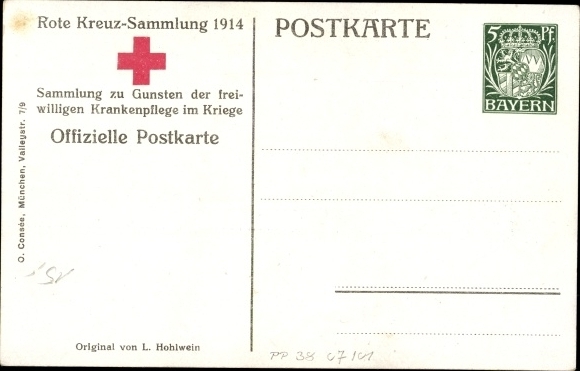 Rote Kreuz-Sammlung 1914
Sammlung zu Gunsten der frei-
willigen Krankenpflege im Kriege
Offizielle Postkarte
O. Consée, München, Valleystr. 7/9
Original von L. Hohlwein
POSTKARTE
5 Pf.
BAYERN
PP 38 C7/01